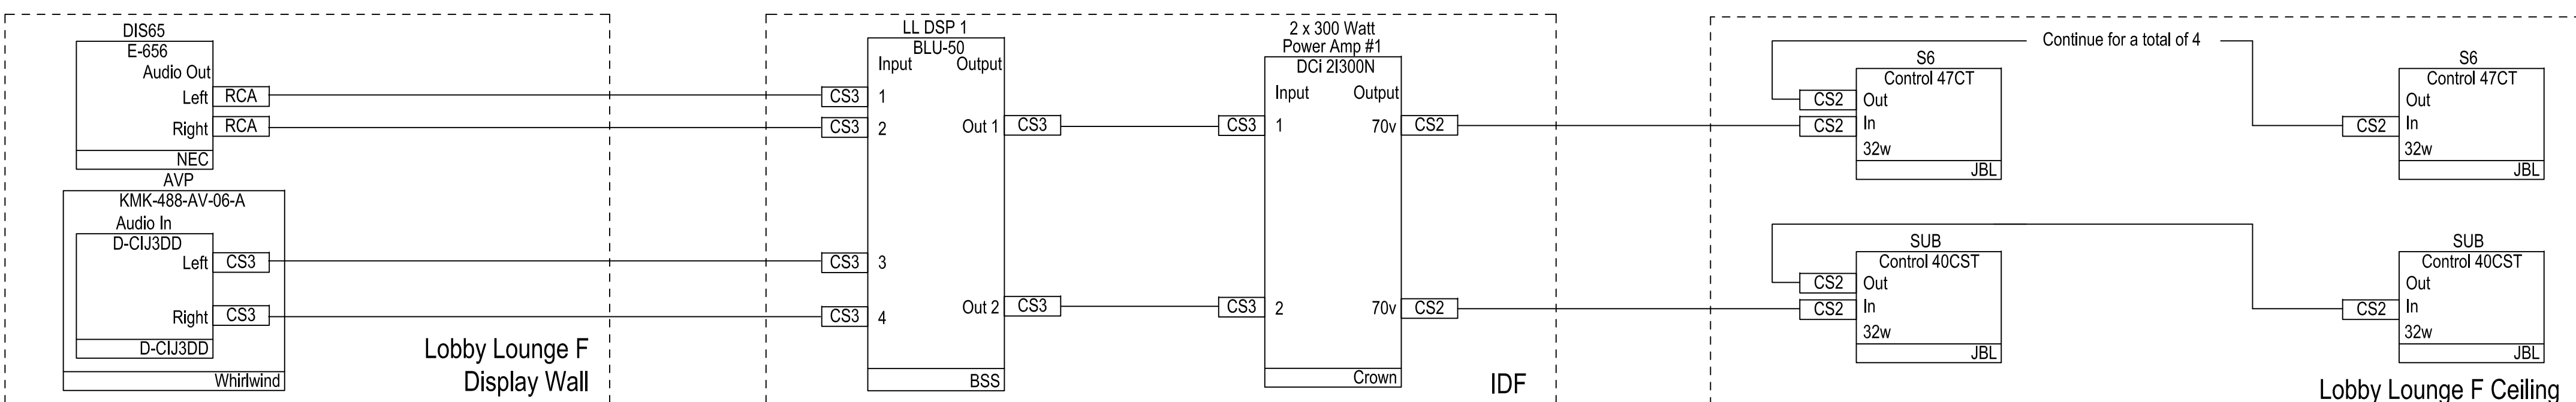 DIS65
E-656
Audio Out
Left RCA
Right RCA
NEC
AVP
KMK-488-AV-06-A
Audio In
D-CIJ3DD
Left CS3
Right CS3
D-CIJ3DD
Whirlwind
Lobby Lounge F
Display Wall
LL DSP 1
BLU-50
Input Output
CS3 1
CS3 2
Out 1 CS3
CS3 3
CS3 4
Out 2 CS3
BSS
2 x 300 Watt
Power Amp #1
DCi 2I300N
Input Output
CS3 1 70v CS2
CS3 2 70v CS2
Crown
IDF
Continue for a total of 4
S6
Control 47CT
CS2 Out
CS2 In
32w
JBL
S6
Control 47CT
Out
CS2 In
32w
JBL
SUB
Control 40CST
CS2 Out
CS2 In
32w
JBL
SUB
Control 40CST
Out
CS2 In
32w
JBL
Lobby Lounge F Ceiling